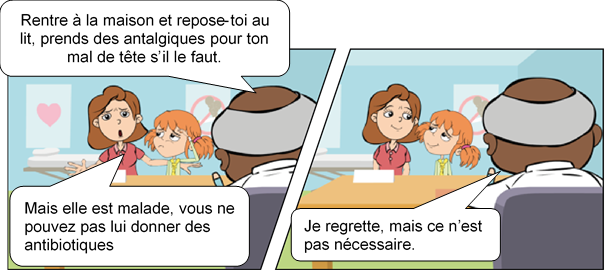 Rentre à la maison et repose-toi au
lit, prends des antalgiques pour ton
mal de tête s’il le faut.
Mais elle est malade, vous ne
pouvez pas lui donner des
antibiotiques
Je regrette, mais ce n’est
pas nécessaire.